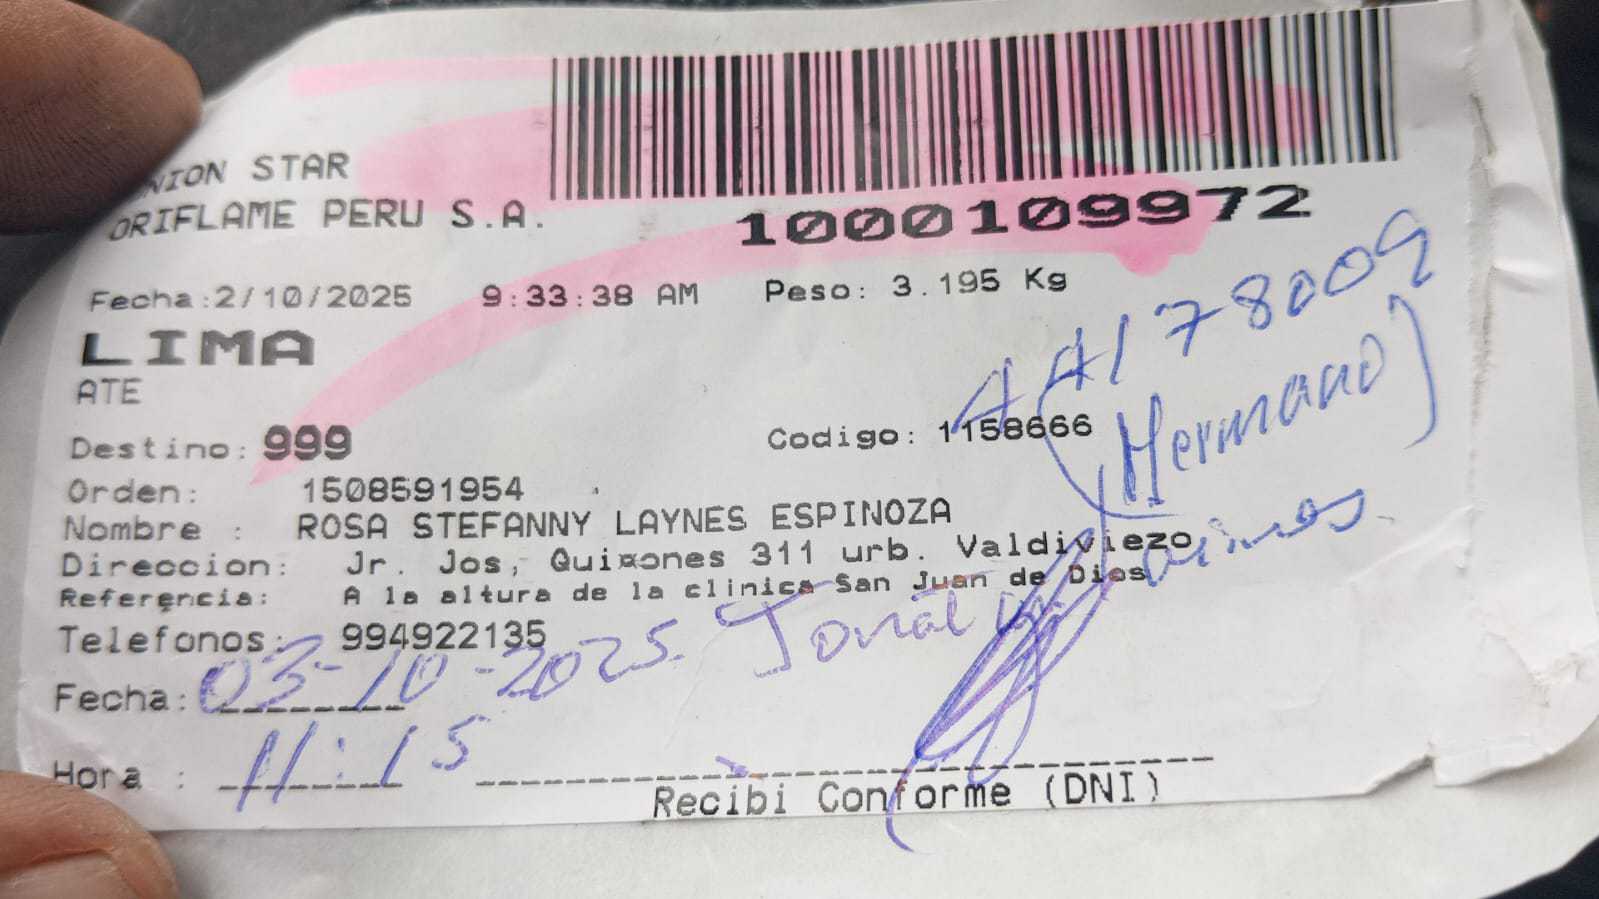 UNION STAR
ORIFLAME PERU S.A.
1000109972
Fecha:2/10/2025 9:33:38 AM Peso: 3.195 Kg
LIMA
ATE
Destino: 999 Codigo: 1158666
Orden: 1508591954
Nombre : ROSA STEFANNY LAYNES ESPINOZA
Direccion: Jr. Jos, Quiñones 311 urb. Valdiviezo
Referencia: A la altura de la clinica San Juan de Dios
Telefonos: 994922135
Fecha: 03-10-2025
Hora : 11:15
Recibi Conforme (DNI)
(Hermano)